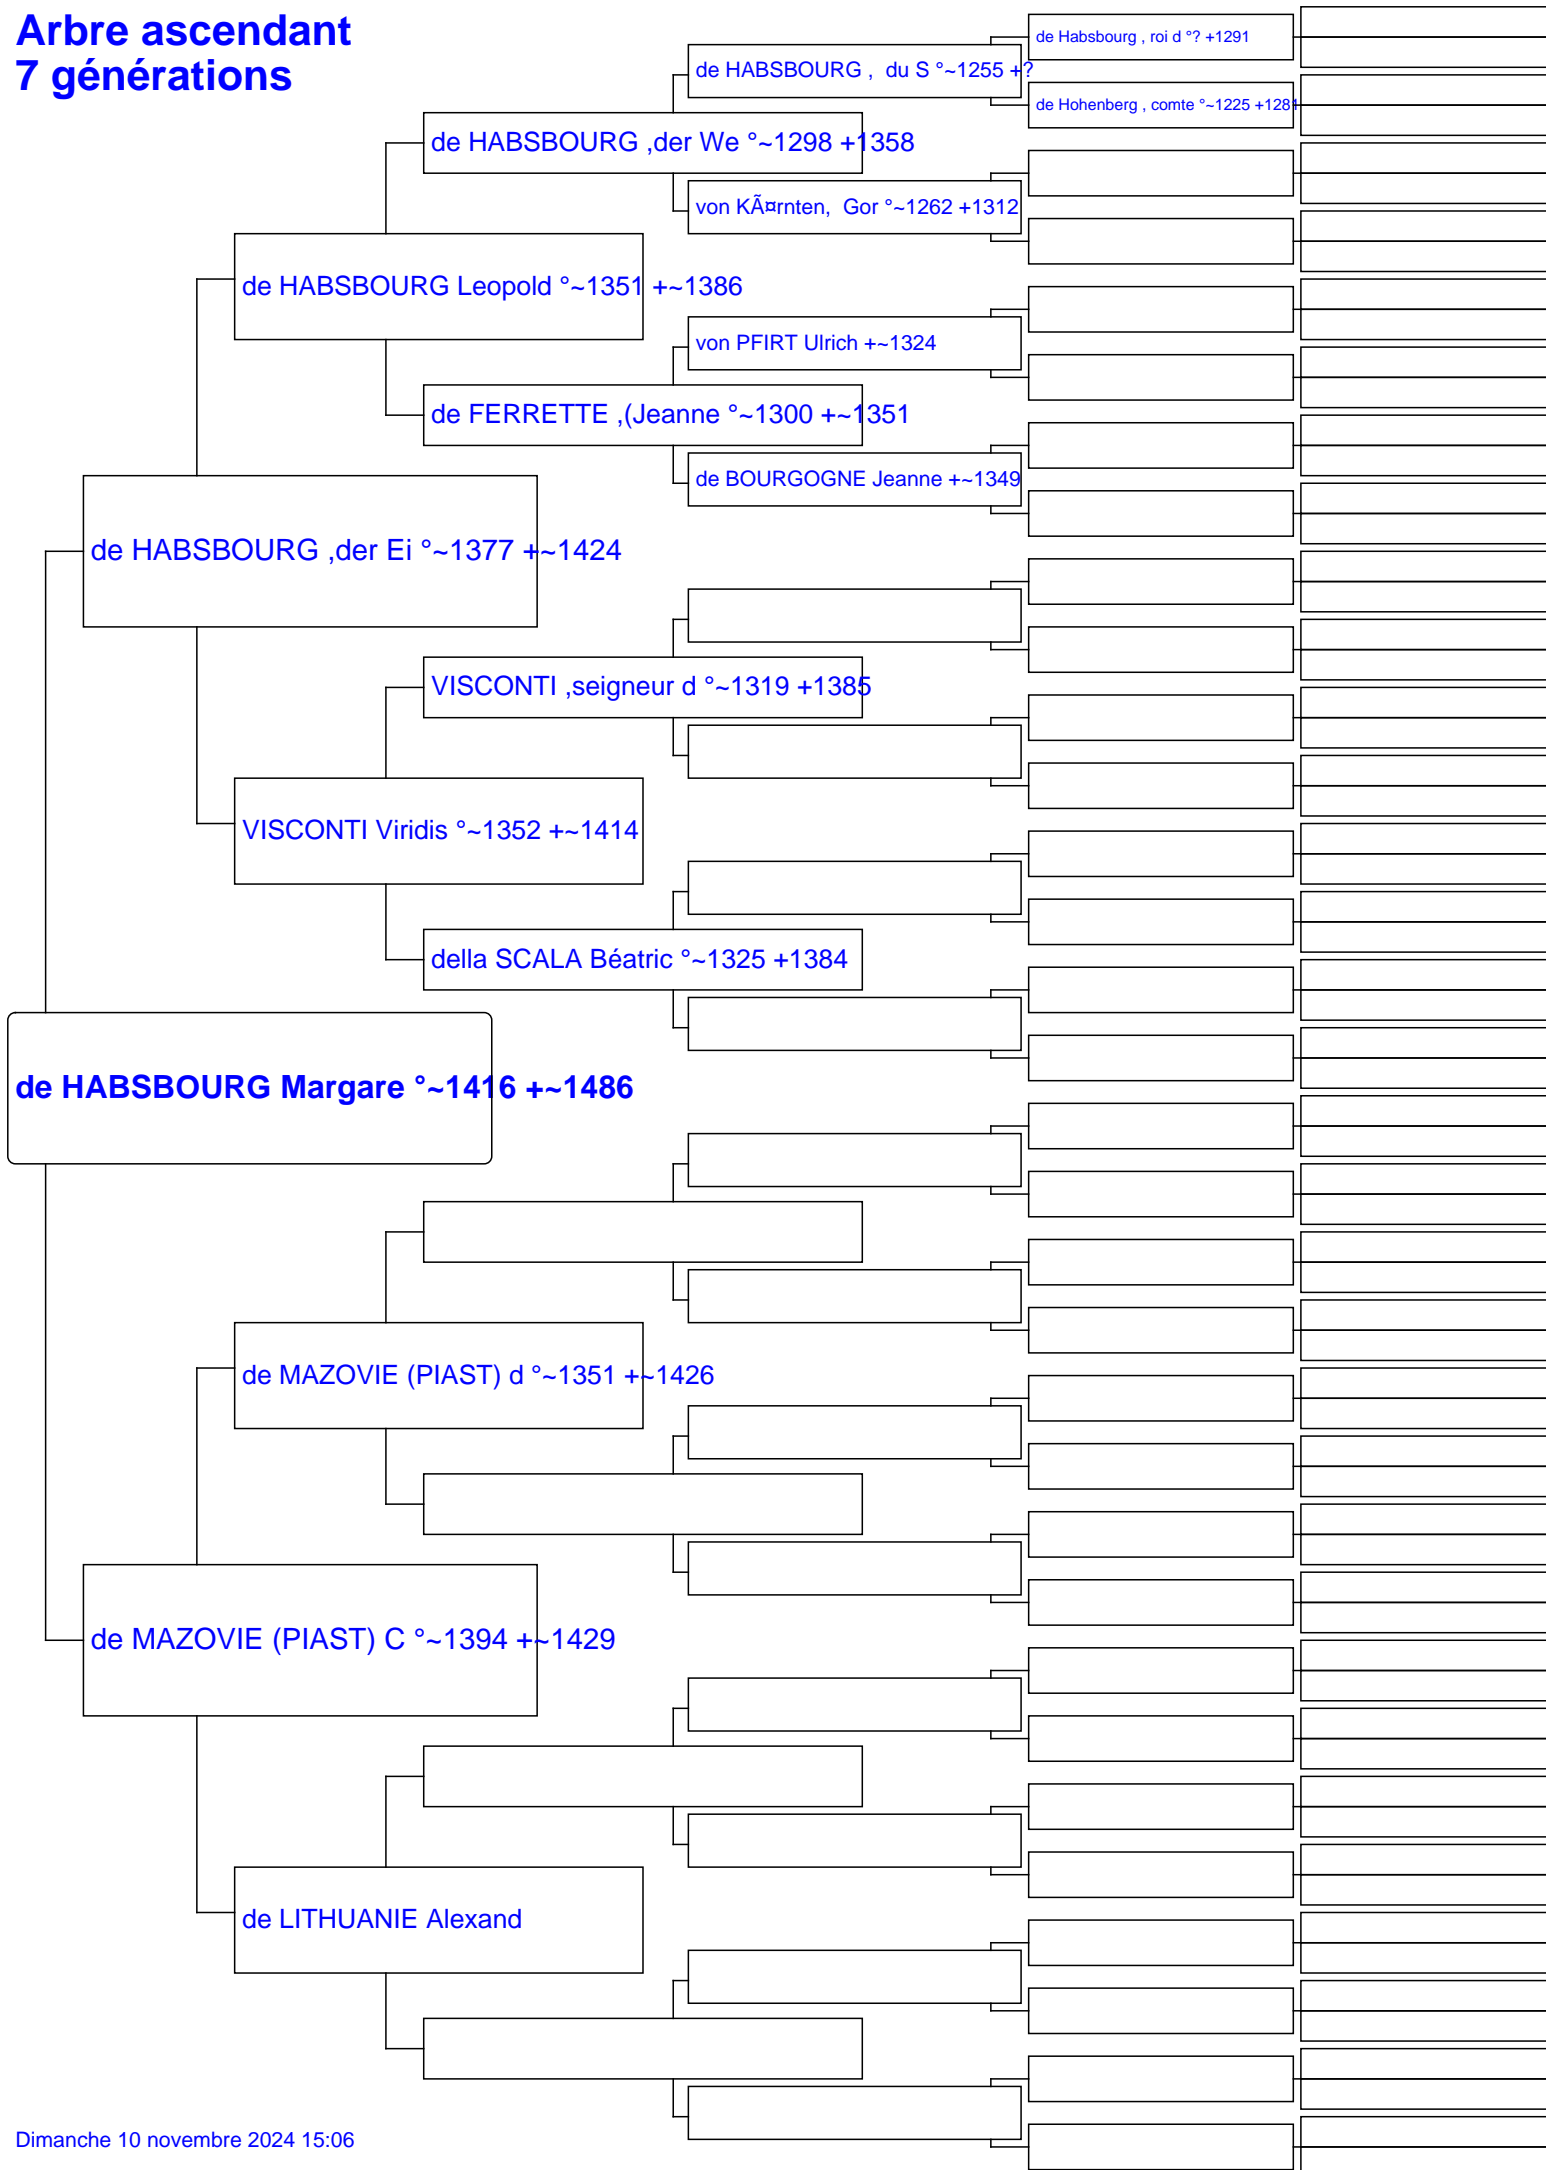 Arbre ascendant
7 générations
de Habsbourg , roi d °? +1291
de HABSBOURG ,  du S °~1255 +?
de Hohenberg , comte °~1225 +1281
de HABSBOURG ,der We °~1298 +1358
von KÃ¤rnten,  Gor °~1262 +1312
de HABSBOURG Leopold °~1351 +~1386
von PFIRT Ulrich +~1324
de FERRETTE ,(Jeanne °~1300 +~1351
de BOURGOGNE Jeanne +~1349
de HABSBOURG ,der Ei °~1377 +~1424
VISCONTI ,seigneur d °~1319 +1385
VISCONTI Viridis °~1352 +~1414
della SCALA Béatric °~1325 +1384
de HABSBOURG Margare °~1416 +~1486
de MAZOVIE (PIAST) d °~1351 +~1426
de MAZOVIE (PIAST) C °~1394 +~1429
de LITHUANIE Alexand
Dimanche 10 novembre 2024 15:06